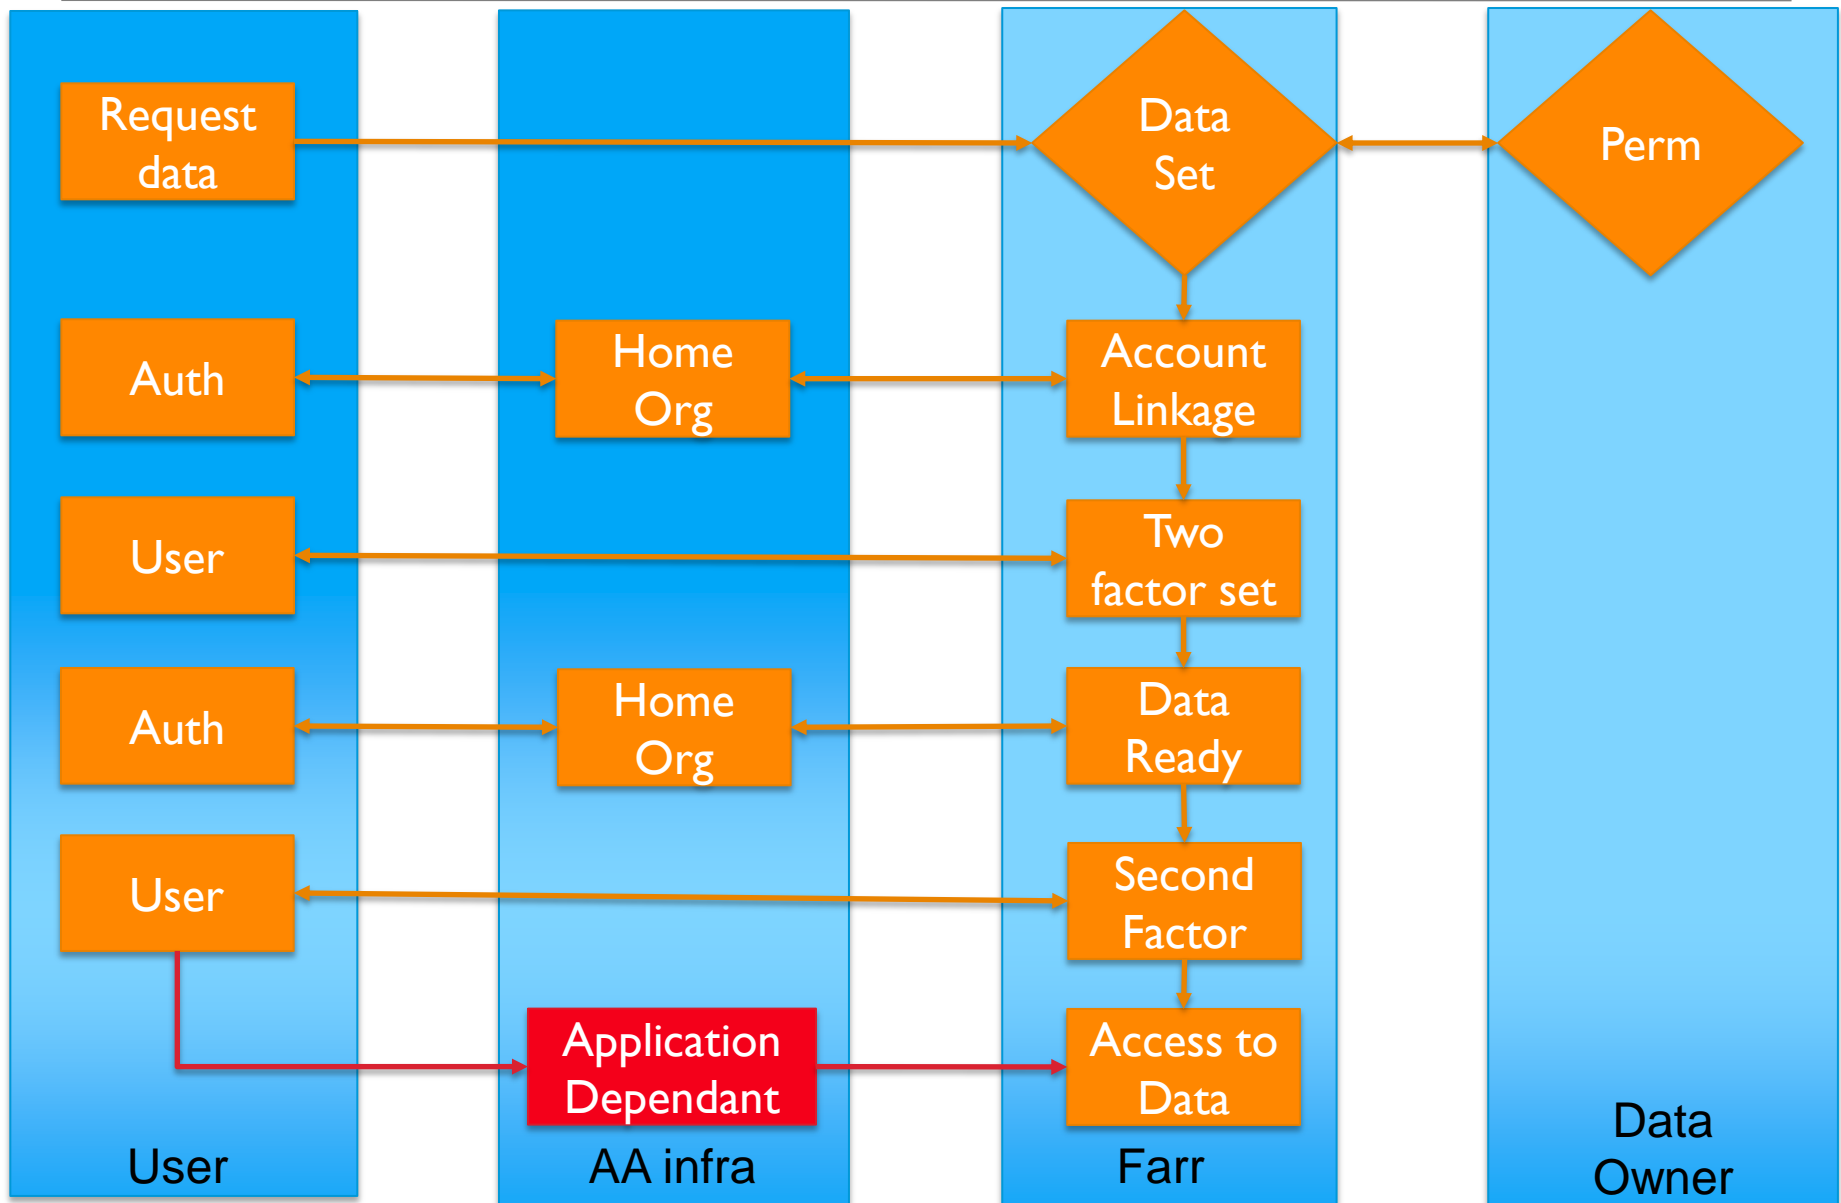 Request
data
Data
Set
Perm
Auth
Home
Org
Account
Linkage
User
Two
factor set
Auth
Home
Org
Data
Ready
User
Second
Factor
Application
Dependant
Access to
Data
User
AA infra
Farr
Data
Owner